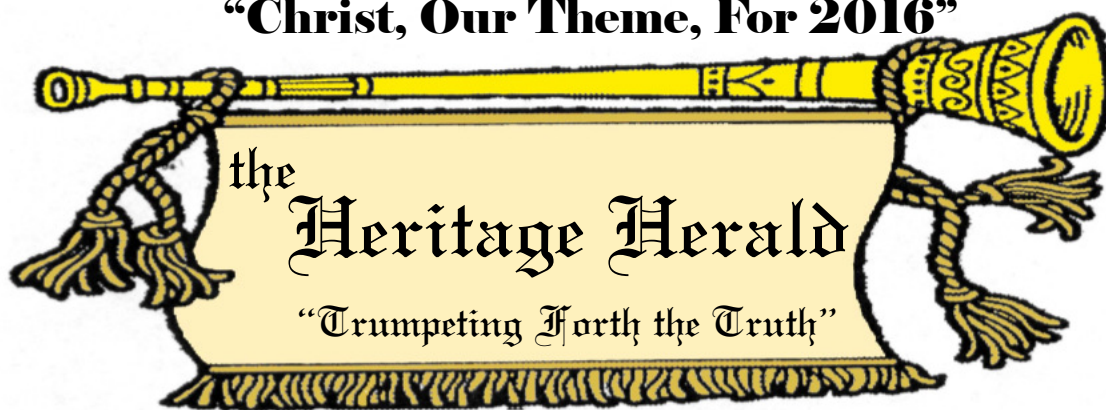 “Christ, Our Theme, For 2016”
the
Heritage Herald
“Trumpeting Forth the Truth”